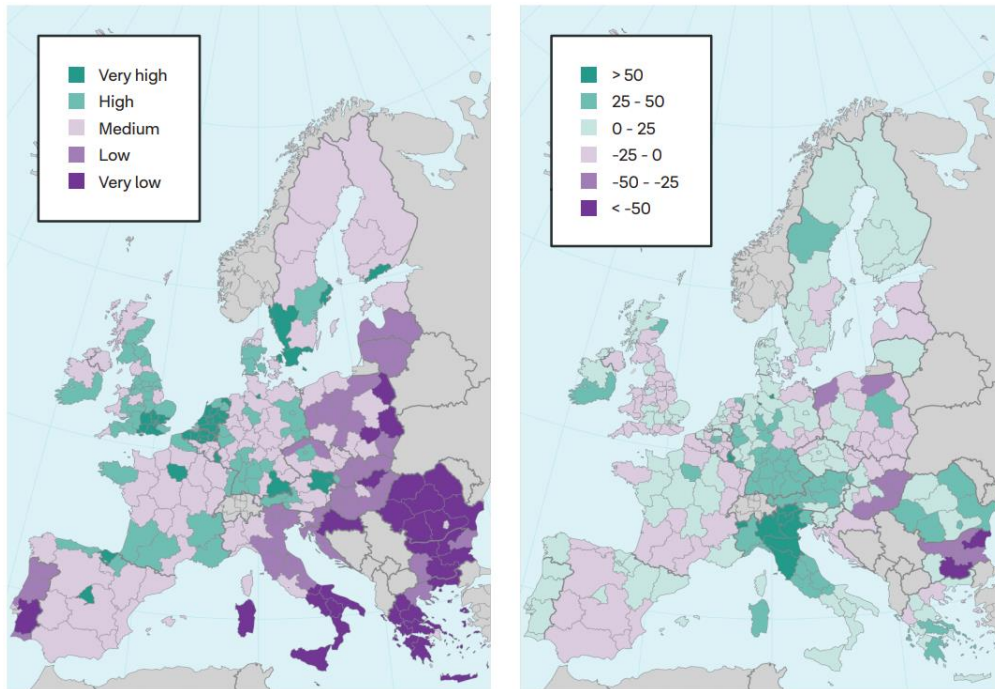 Very high
High
Medium
Low
Very low
> 50
25 - 50
0 - 25
-25 - 0
-50 - -25
< -50